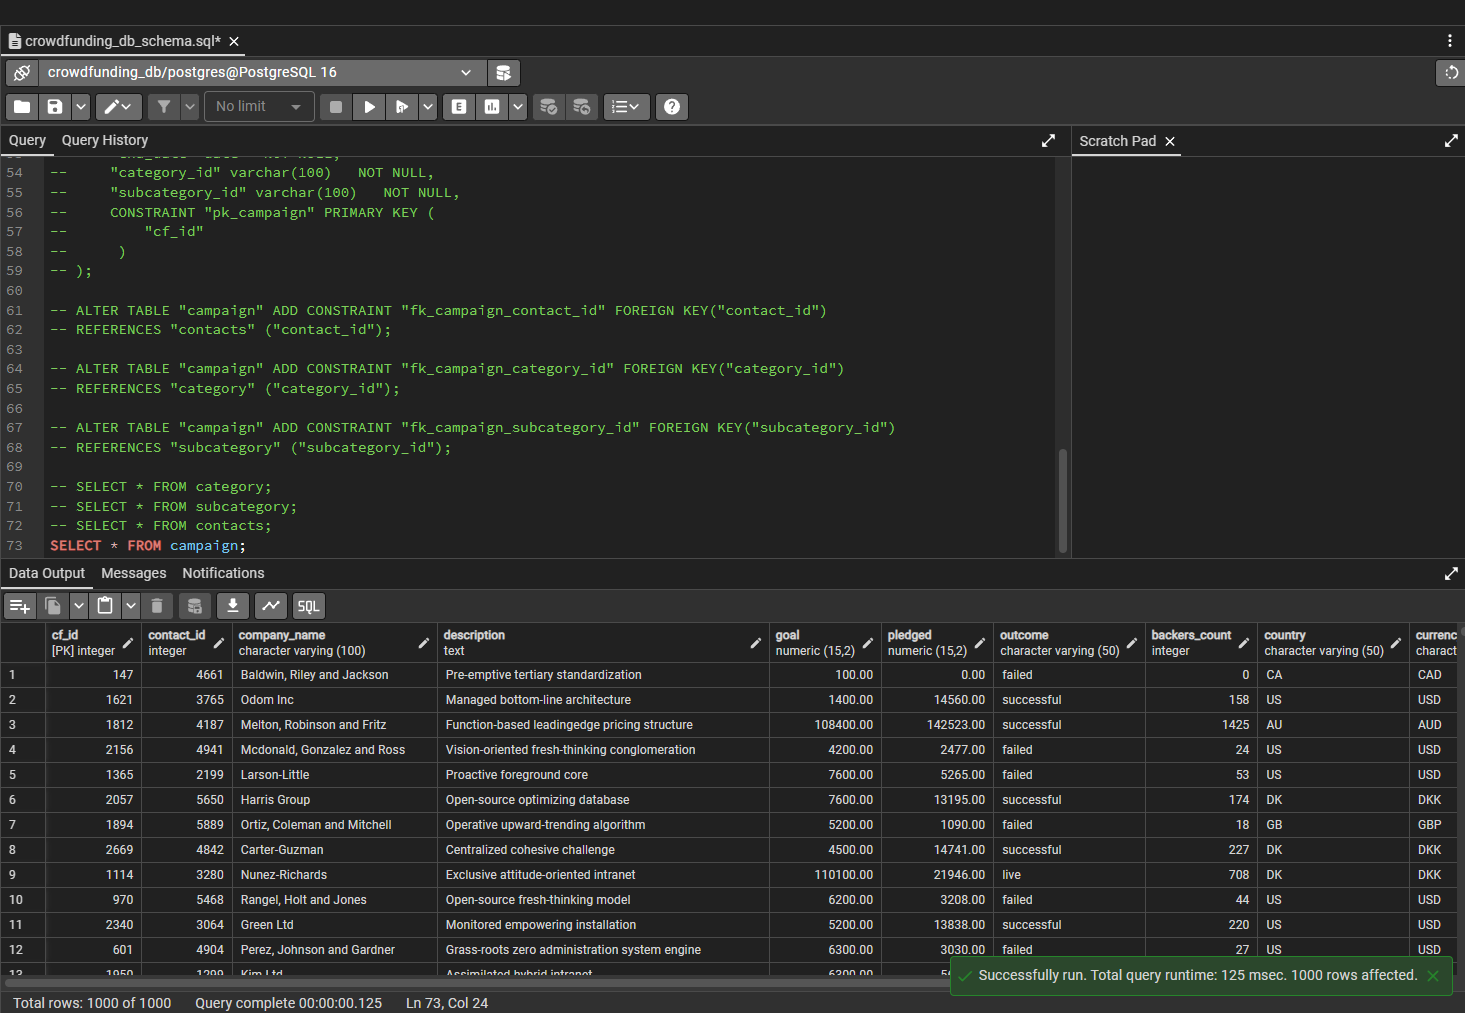 crowdfunding_db_schema.sql*
crowdfunding_db/postgres@PostgreSQL 16
No limit
Query Query History
Scratch Pad
54 -- "category_id" varchar(100) NOT NULL,
55 -- "subcategory_id" varchar(100) NOT NULL,
56 -- CONSTRAINT "pk_campaign" PRIMARY KEY (
57 -- "cf_id"
58 -- )
59 -- );
60
61 -- ALTER TABLE "campaign" ADD CONSTRAINT "fk_campaign_contact_id" FOREIGN KEY("contact_id")
62 -- REFERENCES "contacts" ("contact_id");
63
64 -- ALTER TABLE "campaign" ADD CONSTRAINT "fk_campaign_category_id" FOREIGN KEY("category_id")
65 -- REFERENCES "category" ("category_id");
66
67 -- ALTER TABLE "campaign" ADD CONSTRAINT "fk_campaign_subcategory_id" FOREIGN KEY("subcategory_id")
68 -- REFERENCES "subcategory" ("subcategory_id");
69
70 -- SELECT * FROM category;
71 -- SELECT * FROM subcategory;
72 -- SELECT * FROM contacts;
73 SELECT * FROM campaign;
Data Output Messages Notifications
SQL
cf_id contact_id company_name description goal pledged outcome backers_count country currenc
[PK] integer integer character varying (100) text numeric (15,2) numeric (15,2) character varying (50) integer character varying (50) charact
1 147 4661 Baldwin, Riley and Jackson Pre-emptive tertiary standardization 100.00 0.00 failed 0 CA CAD
2 1621 3765 Odom Inc Managed bottom-line architecture 1400.00 14560.00 successful 158 US USD
3 1812 4187 Melton, Robinson and Fritz Function-based leadingedge pricing structure 108400.00 142523.00 successful 1425 AU AUD
4 2156 4941 Mcdonald, Gonzalez and Ross Vision-oriented fresh-thinking conglomeration 4200.00 2477.00 failed 24 US USD
5 1365 2199 Larson-Little Proactive foreground core 7600.00 5265.00 failed 53 US USD
6 2057 5650 Harris Group Open-source optimizing database 7600.00 13195.00 successful 174 DK DKK
7 1894 5889 Ortiz, Coleman and Mitchell Operative upward-trending algorithm 5200.00 1090.00 failed 18 GB GBP
8 2669 4842 Carter-Guzman Centralized cohesive challenge 4500.00 14741.00 successful 227 DK DKK
9 1114 3280 Nunez-Richards Exclusive attitude-oriented intranet 110100.00 21946.00 live 708 DK DKK
10 970 5468 Rangel, Holt and Jones Open-source fresh-thinking model 6200.00 3208.00 failed 44 US USD
11 2340 3064 Green Ltd Monitored empowering installation 5200.00 13838.00 successful 220 US USD
12 601 4904 Perez, Johnson and Gardner Grass-roots zero administration system engine 6300.00 3030.00 failed 27 US USD
13 1950 1299 Kim Ltd Assimilated hybrid intranet 6300.00
Successfully run. Total query runtime: 125 msec. 1000 rows affected.
Total rows: 1000 of 1000 Query complete 00:00:00.125 Ln 73, Col 24